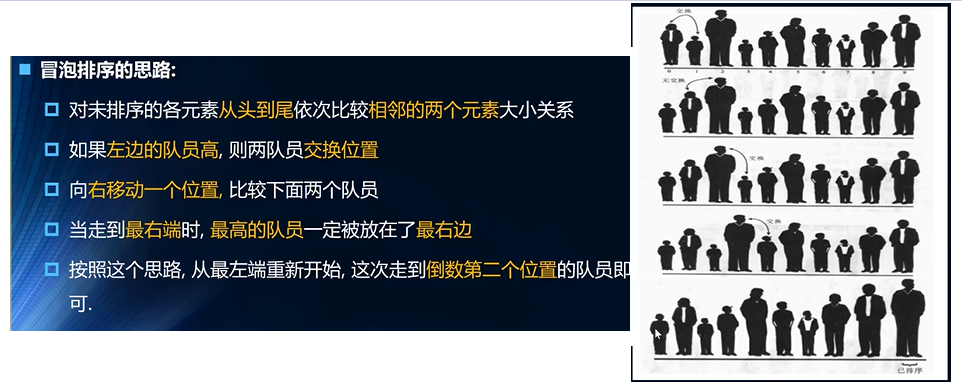 冒泡排序的思路:
对未排序的各元素从头到尾依次比较相邻的两个元素大小关系
如果左边的队员高, 则两队员交换位置
向右移动一个位置, 比较下面两个队员
当走到最右端时, 最高的队员一定被放在了最右边
按照这个思路, 从最左端重新开始, 这次走到倒数第二个位置的队员即
可.
交换
0 1 2 3 4 5 6 7 8 9
无交换
交换
交换
已排序